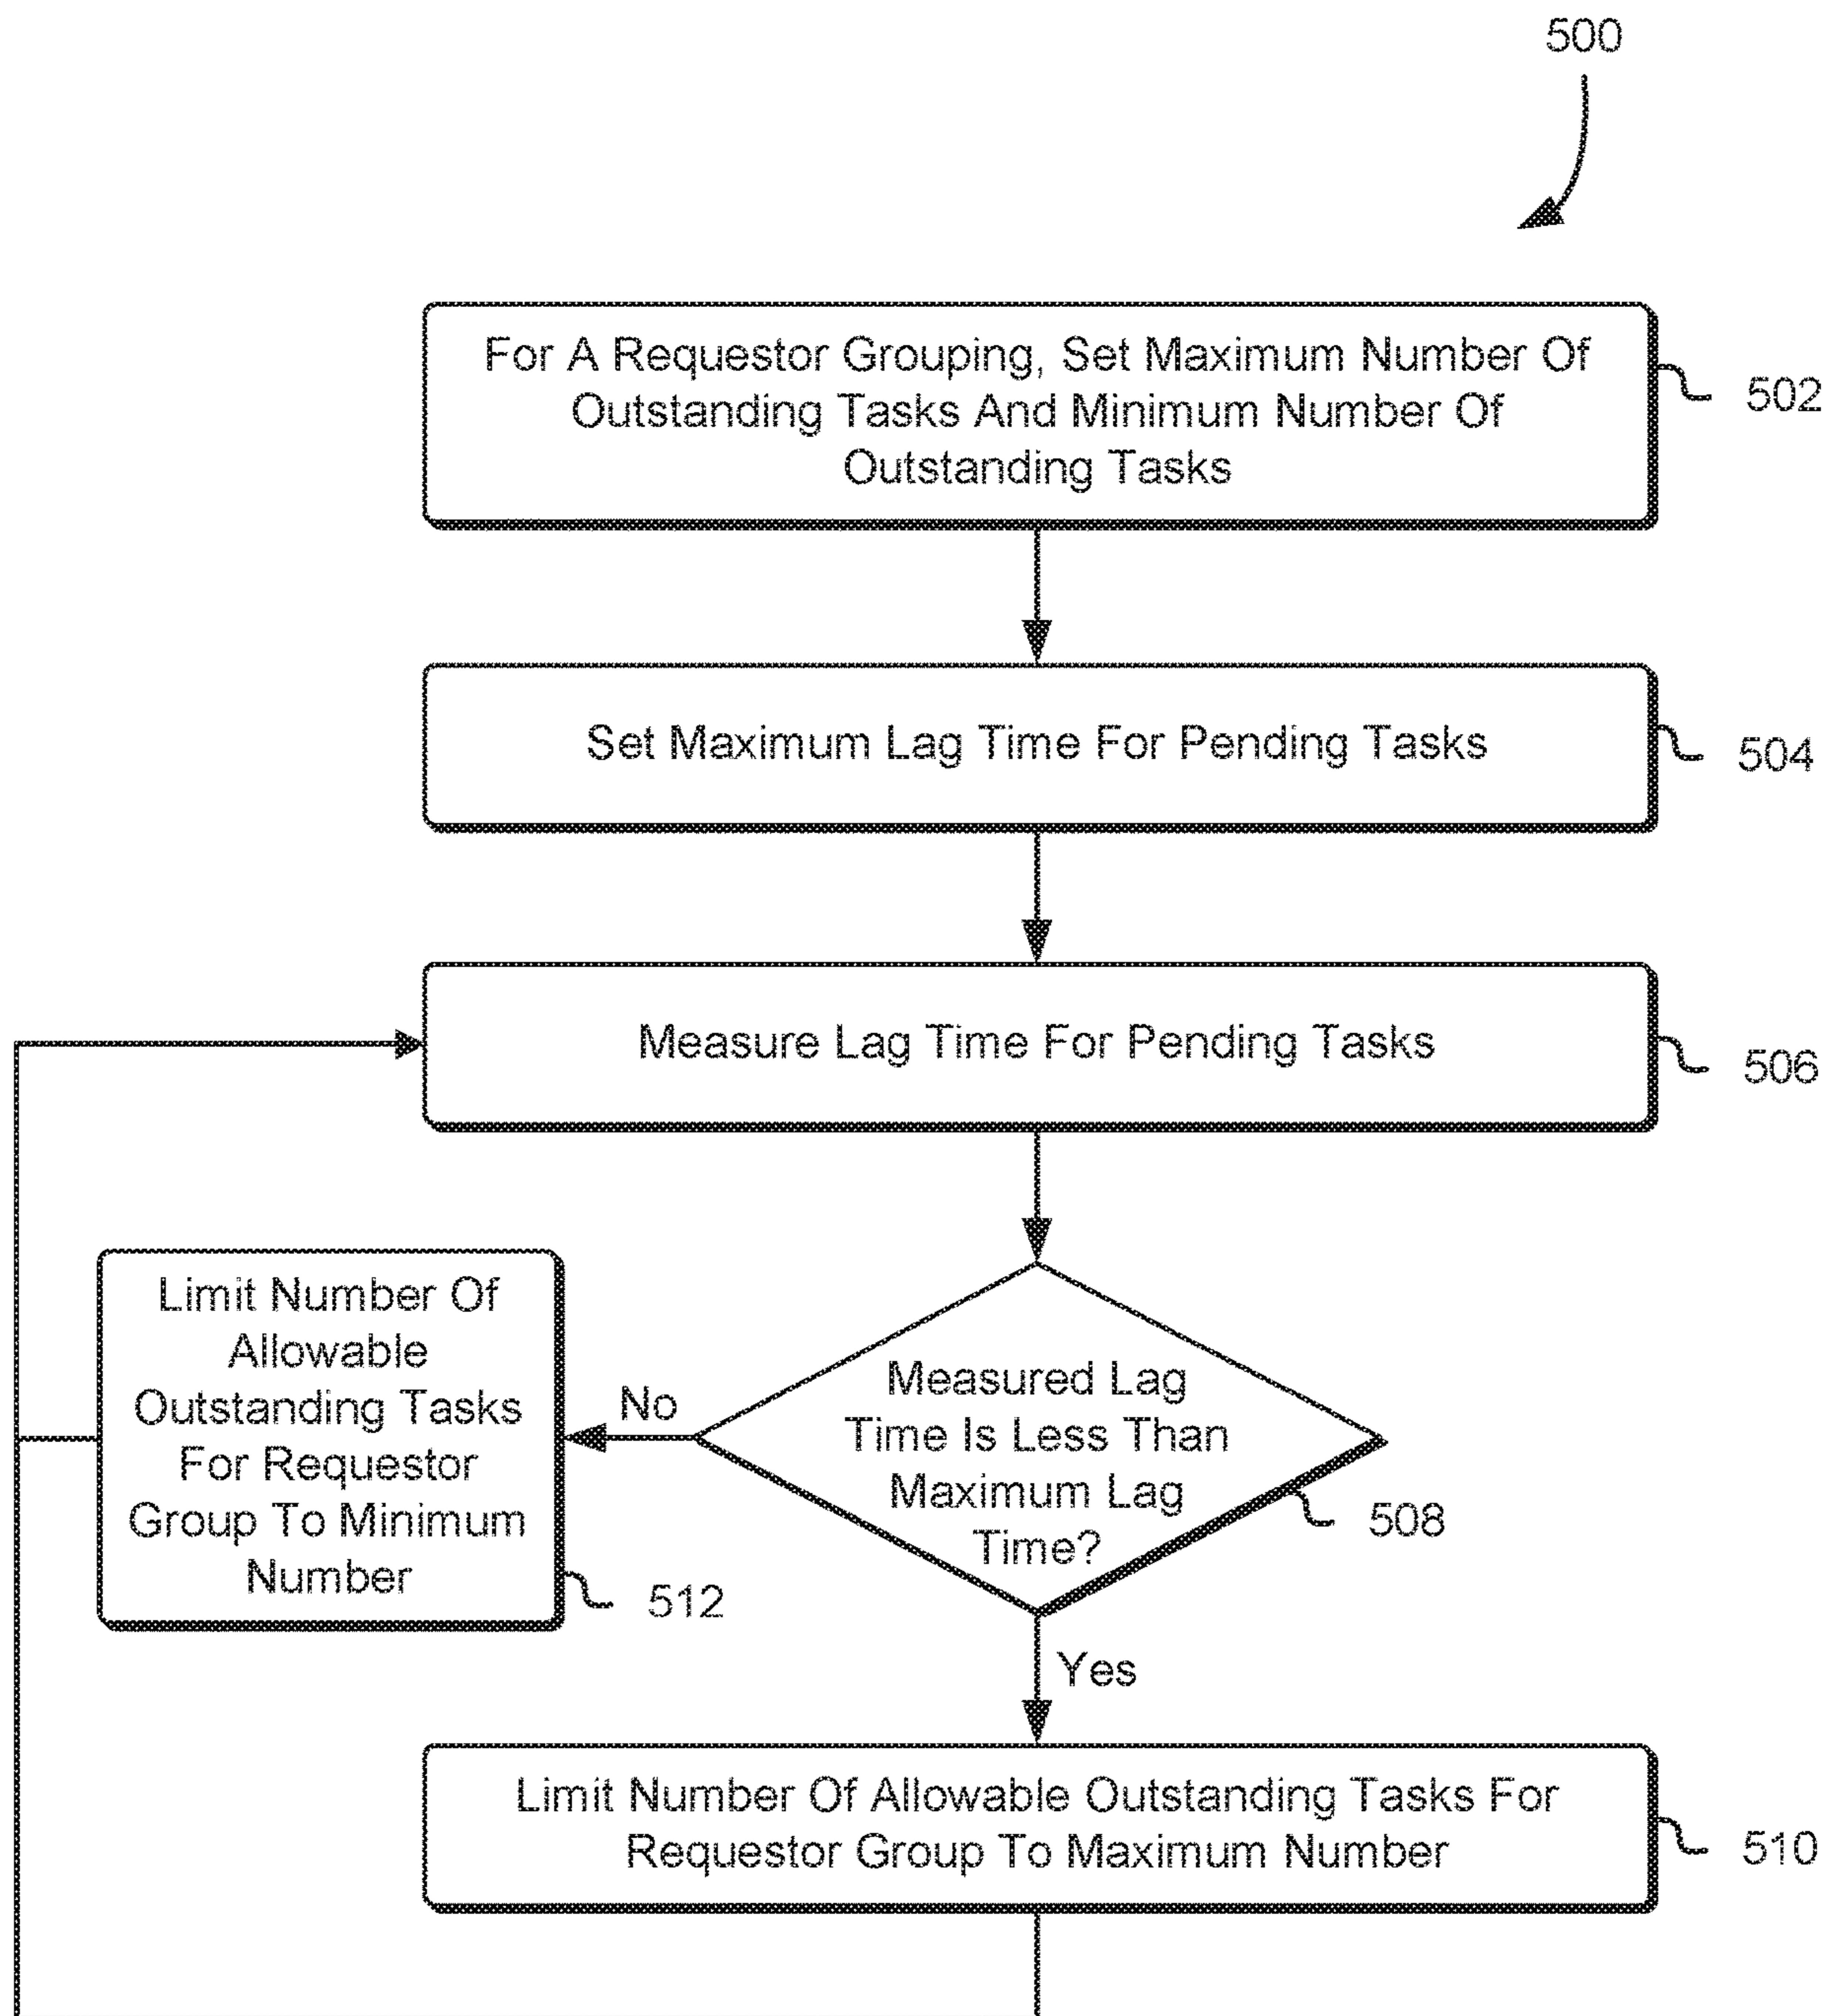 500
For A Requestor Grouping, Set Maximum Number Of
Outstanding Tasks And Minimum Number Of
Outstanding Tasks
502
Set Maximum Lag Time For Pending Tasks
504
Measure Lag Time For Pending Tasks
506
Limit Number Of
Allowable
Outstanding Tasks
For Requestor
Group To Minimum
Number
512
No
Measured Lag
Time Is Less Than
Maximum Lag
Time?
508
Yes
Limit Number Of Allowable Outstanding Tasks For
Requestor Group To Maximum Number
510